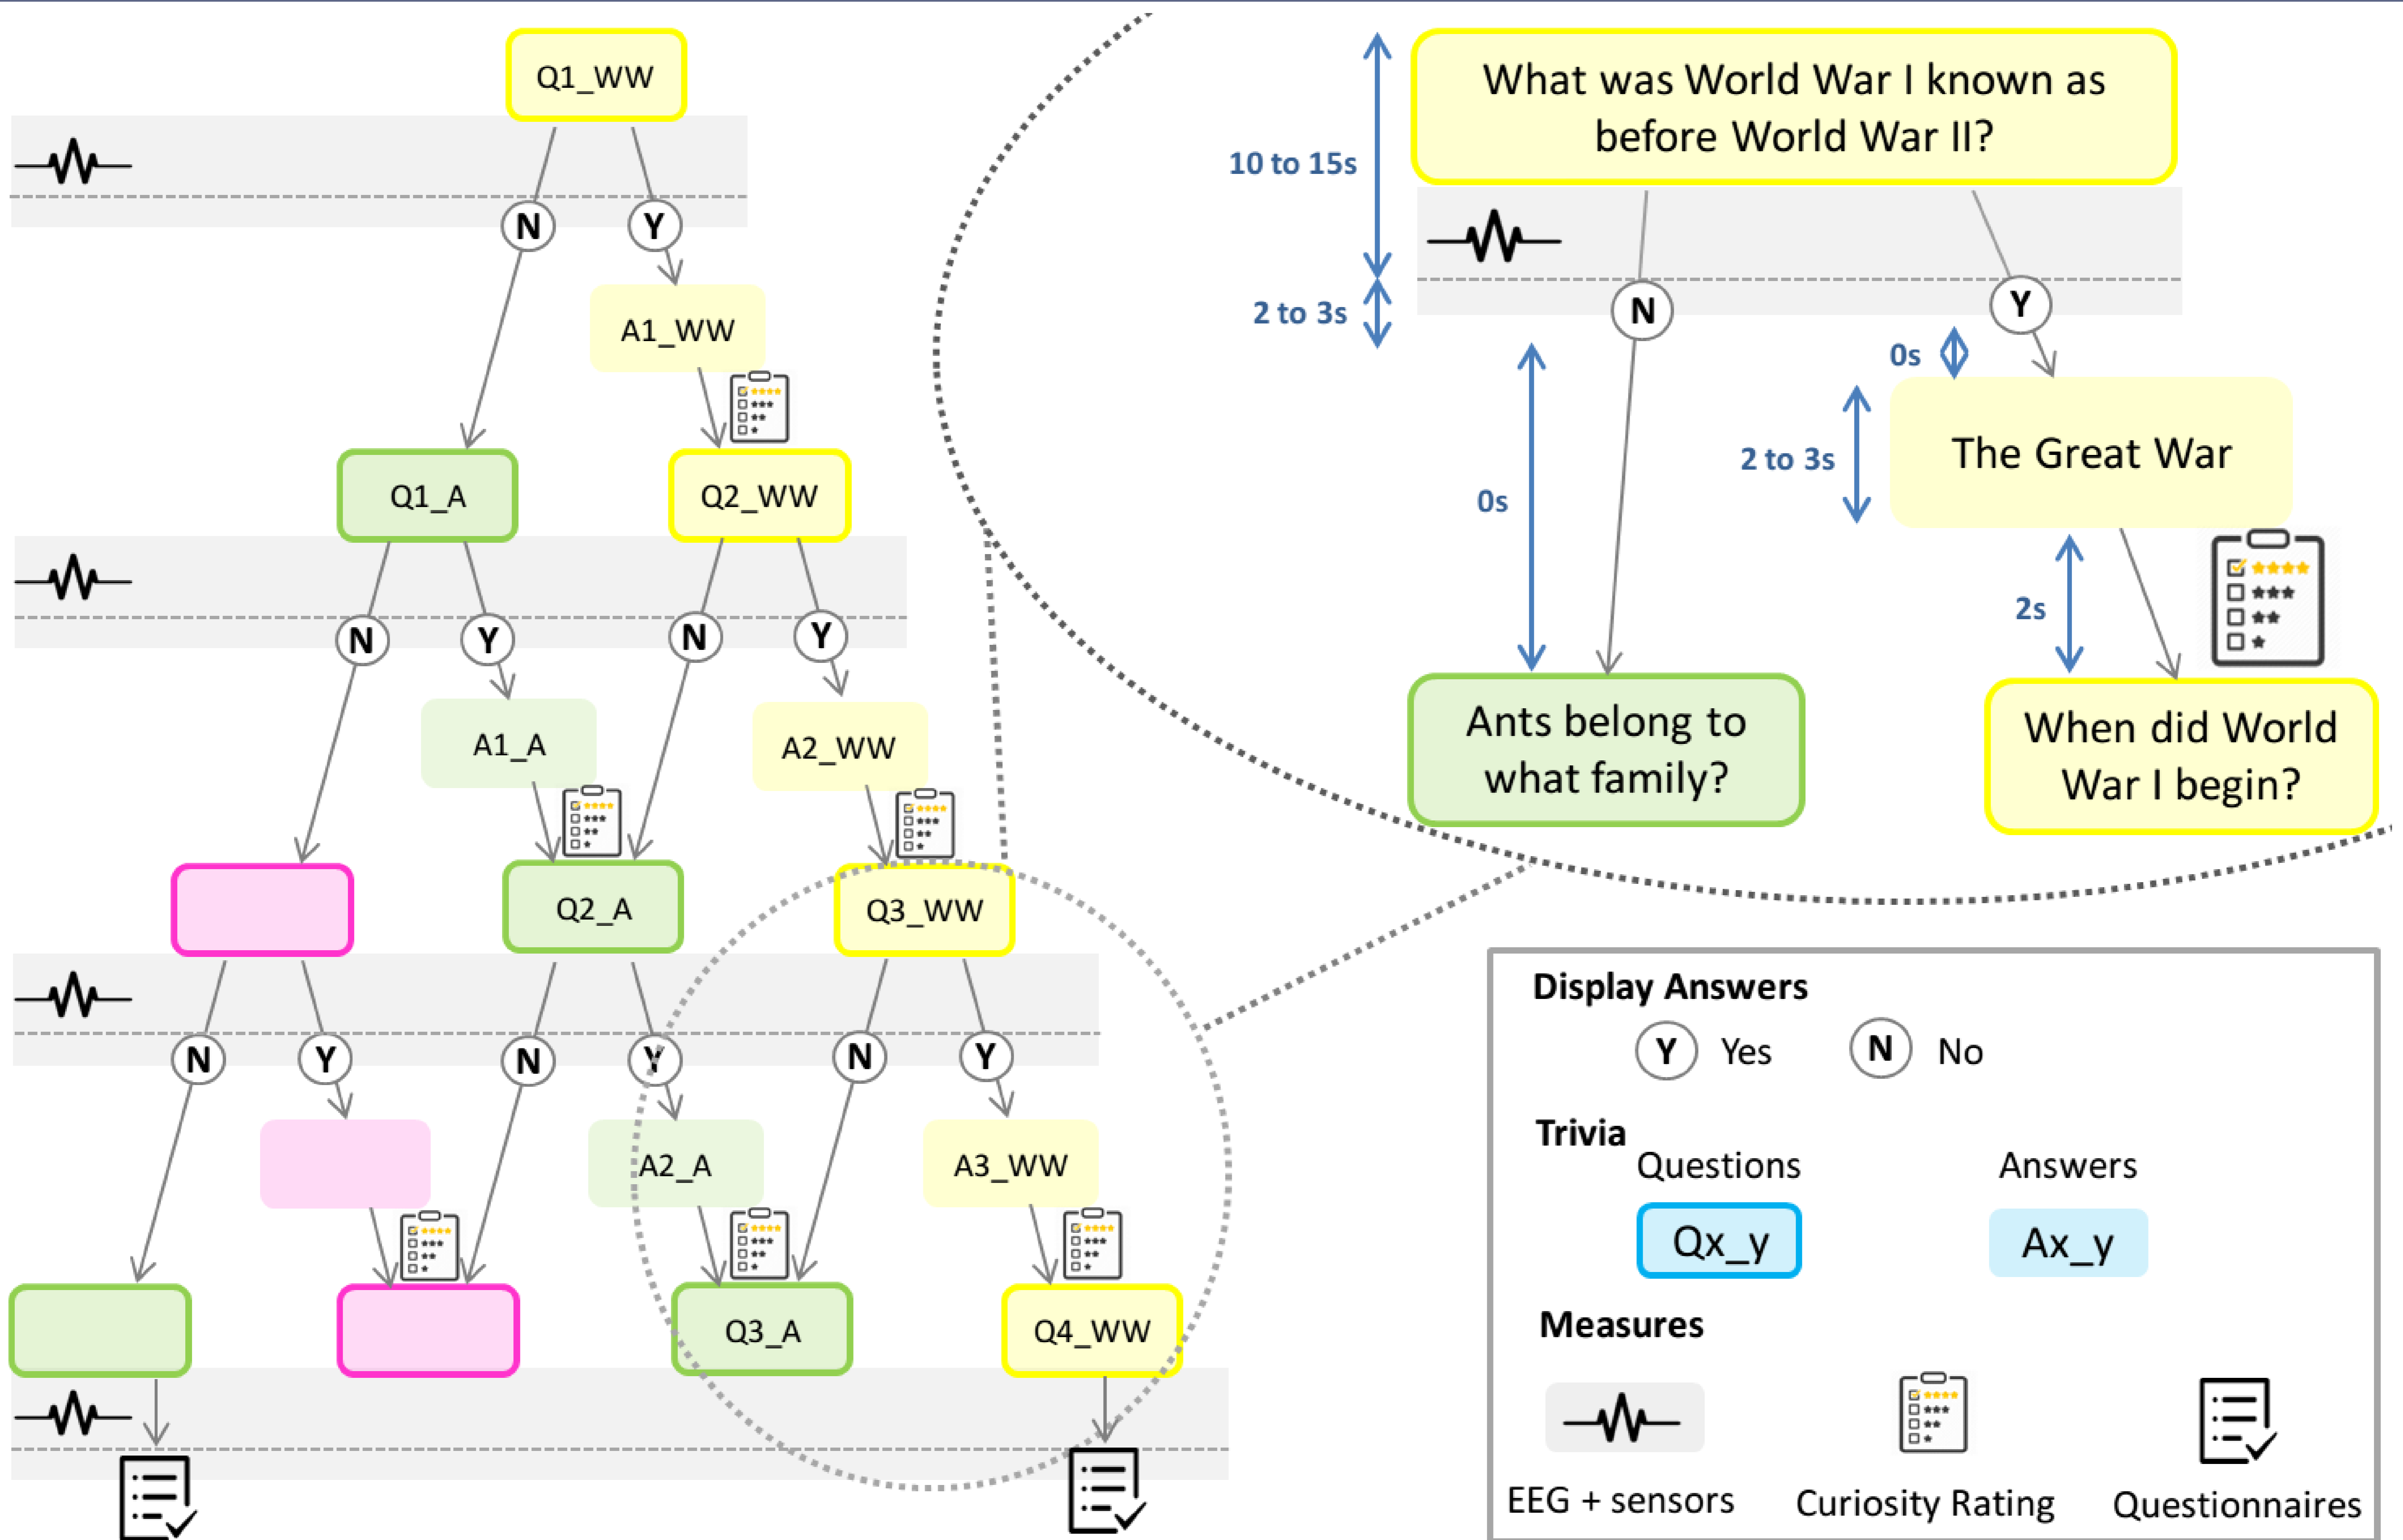 Q1_WW
N
Y
A1_WW
Q1_A
Q2_WW
N
Y
N
Y
A1_A
A2_WW
Q2_A
Q3_WW
N
Y
N
Y
N
Y
A2_A
A3_WW
Q3_A
Q4_WW
What was World War I known as
before World War II?
10 to 15s
2 to 3s
N
Y
0s
2 to 3s
The Great War
0s
2s
Ants belong to
what family?
When did World
War I begin?
Display Answers
Y Yes N No
Trivia
Questions Answers
Qx_y Ax_y
Measures
EEG + sensors Curiosity Rating Questionnaires